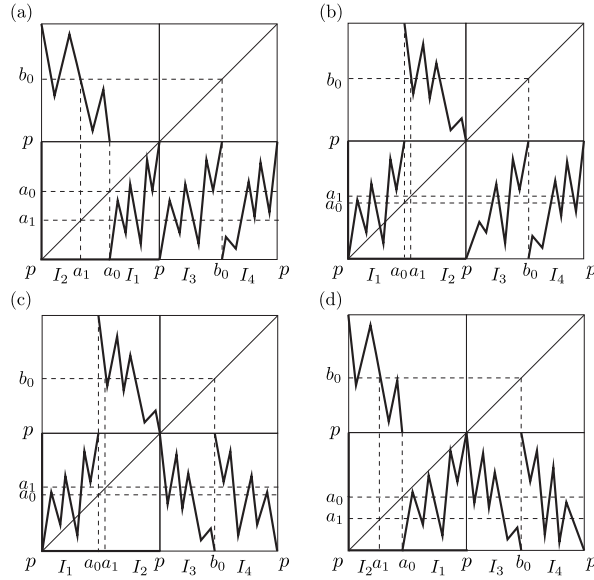 (a)
b₀
p
a₀
a₁
p I₂ a₁ a₀ I₁ p I₃ b₀ I₄ p
(b)
b₀
p
a₁
a₀
p I₁ a₀ a₁ I₂ p I₃ b₀ I₄ p
(c)
b₀
p
a₁
a₀
p I₁ a₀ a₁ I₂ p I₃ b₀ I₄ p
(d)
b₀
p
a₀
a₁
p I₂ a₁ a₀ I₁ p I₃ b₀ I₄ p